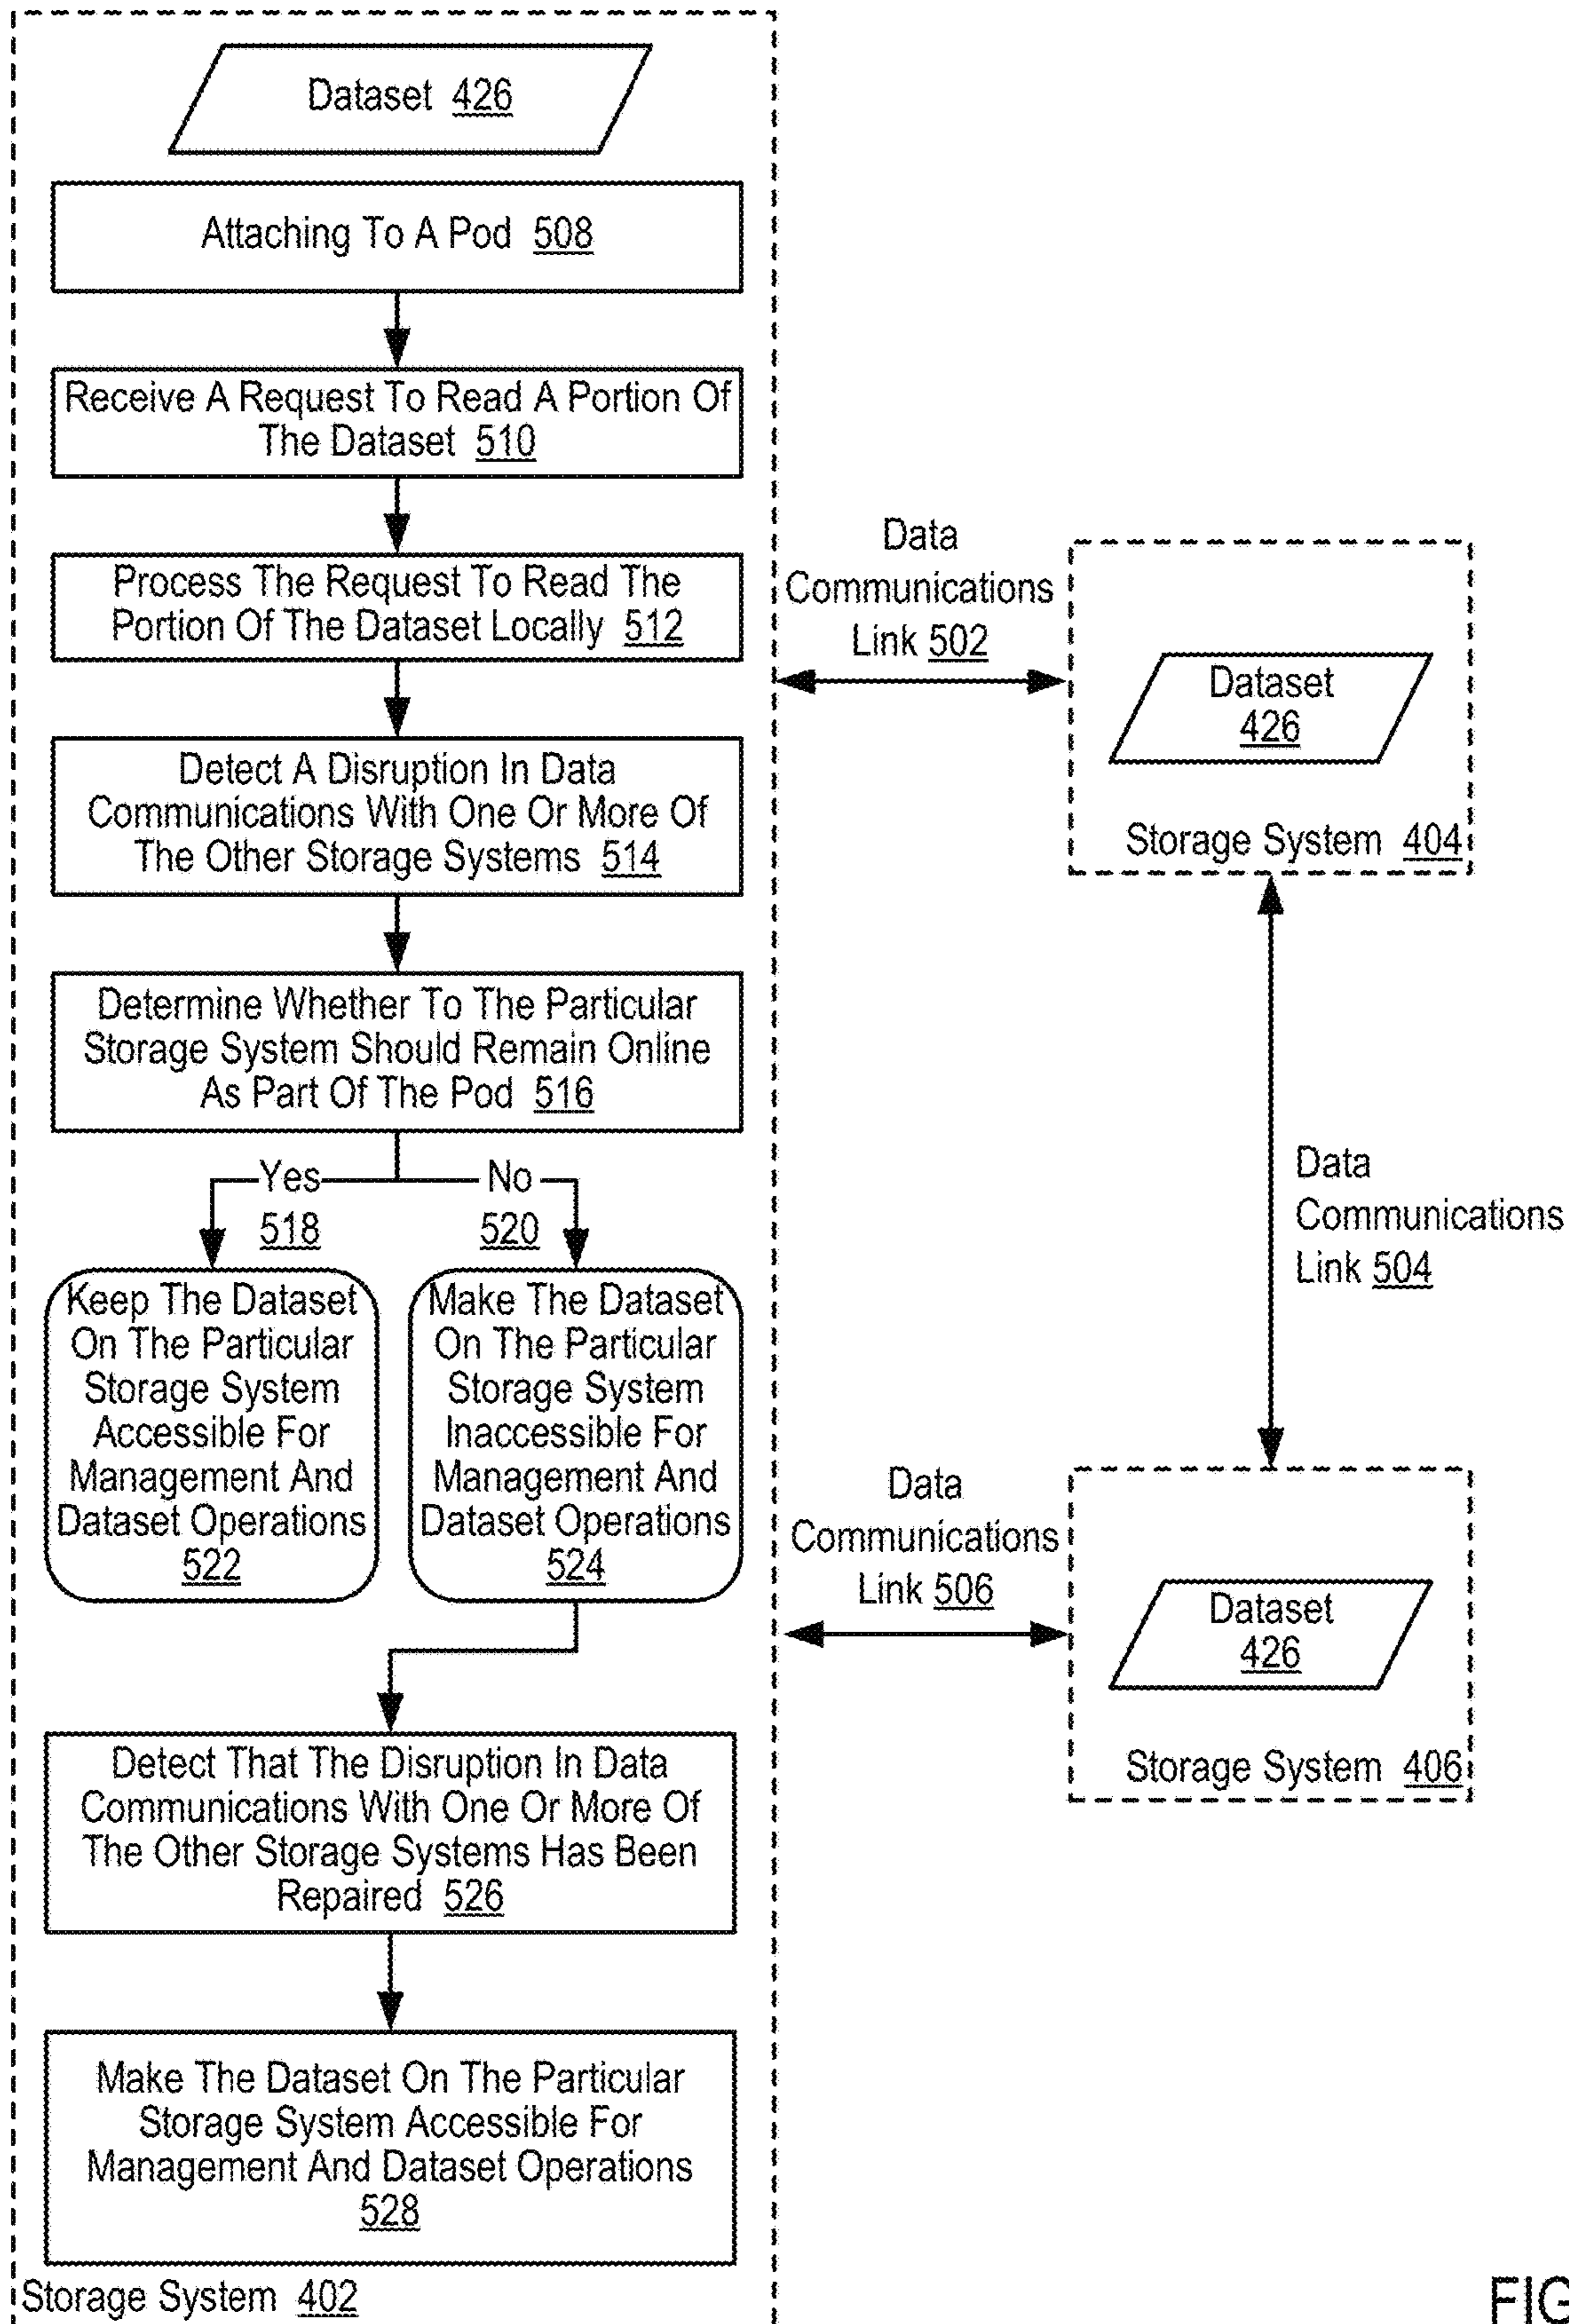 Dataset 426
Attaching To A Pod 508
Receive A Request To Read A Portion Of
The Dataset 510
Process The Request To Read The
Portion Of The Dataset Locally 512
Detect A Disruption In Data
Communications With One Or More Of
The Other Storage Systems 514
Determine Whether To The Particular
Storage System Should Remain Online
As Part Of The Pod 516
Yes
518
No
520
Keep The Dataset
On The Particular
Storage System
Accessible For
Management And
Dataset Operations
522
Make The Dataset
On The Particular
Storage System
Inaccessible For
Management And
Dataset Operations
524
Detect That The Disruption In Data
Communications With One Or More Of
The Other Storage Systems Has Been
Repaired 526
Make The Dataset On The Particular
Storage System Accessible For
Management And Dataset Operations
528
Storage System 402
Data
Communications
Link 502
Dataset
426
Storage System 404
Data
Communications
Link 504
Data
Communications
Link 506
Dataset
426
Storage System 406
FIG